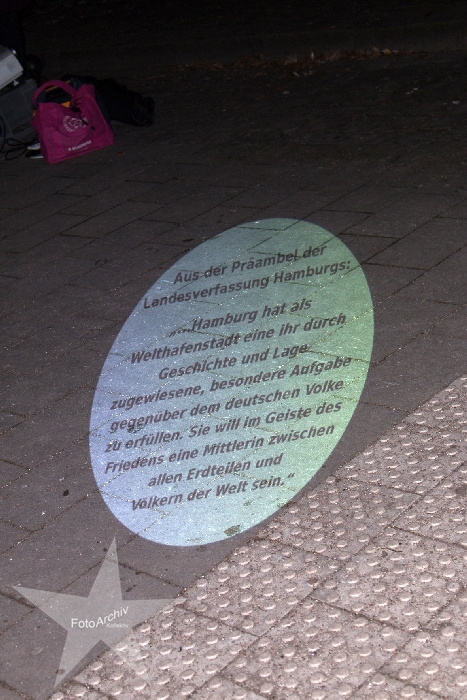 Aus der Präambel der
Landesverfassung Hamburgs:
„...Hamburg hat als
Welthafenstadt eine ihr durch
Geschichte und Lage
zugewiesene, besondere Aufgabe
gegenüber dem deutschen Volke
zu erfüllen. Sie will im Geiste des
Friedens eine Mittlerin zwischen
allen Erdteilen und
Völkern der Welt sein.“
FotoArchiv
Kollektiv